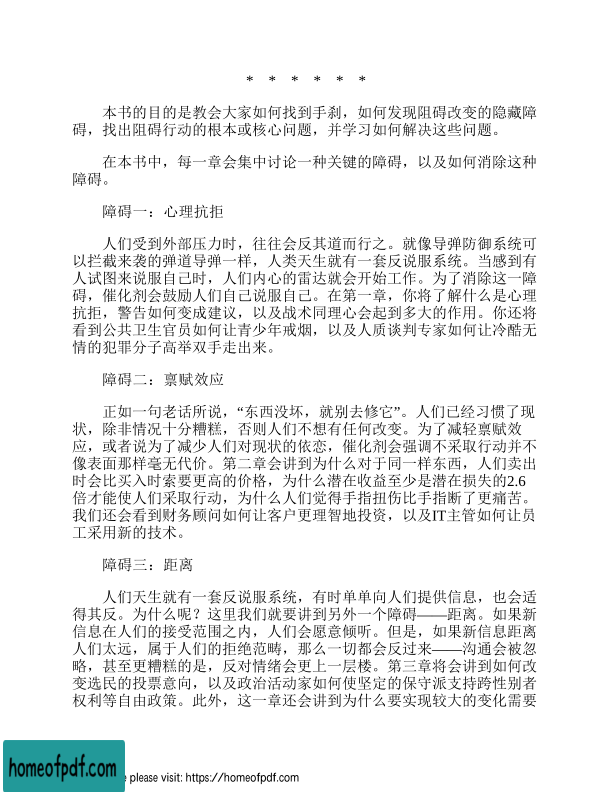 * * * * * *
本书的目的是教会大家如何找到手刹，如何发现阻碍改变的隐藏障
碍，找出阻碍行动的根本或核心问题，并学习如何解决这些问题。
在本书中，每一章会集中讨论一种关键的障碍，以及如何消除这种
障碍。
障碍一：心理抗拒
人们受到外部压力时，往往会反其道而行之。就像导弹防御系统可
以拦截来袭的弹道导弹一样，人类天生就有一套反说服系统。当感到有
人试图来说服自己时，人们内心的雷达就会开始工作。为了消除这一障
碍，催化剂会鼓励人们自己说服自己。在第一章，你将了解什么是心理
抗拒，警告如何变成建议，以及战术同理心会起到多大的作用。你还将
看到公共卫生官员如何让青少年戒烟，以及人质谈判专家如何让冷酷无
情的犯罪分子高举双手走出来。
障碍二：禀赋效应
正如一句老话所说，“东西没坏，就别去修它”。人们已经习惯了现
状，除非情况十分糟糕，否则人们不想有任何改变。为了减轻禀赋效
应，或者说为了减少人们对现状的依恋，催化剂会强调不采取行动并不
像表面那样毫无代价。第二章会讲到为什么对于同一样东西，人们卖出
时会比买入时索要更高的价格，为什么潜在收益至少是潜在损失的2.6
倍才能使人们采取行动，为什么人们觉得手指扭伤比手指断了更痛苦。
我们还会看到财务顾问如何让客户更理智地投资，以及IT主管如何让员
工采用新的技术。
障碍三：距离
人们天生就有一套反说服系统，有时单单向人们提供信息，也会适
得其反。为什么呢？这里我们就要讲到另外一个障碍——距离。如果新
信息在人们的接受范围之内，人们会愿意倾听。但是，如果新信息距离
人们太远，属于人们的拒绝范畴，那么一切都会反过来——沟通会被忽
略，甚至更糟糕的是，反对情绪会更上一层楼。第三章将会讲到如何改
变选民的投票意向，以及政治活动家如何使坚定的保守派支持跨性别者
权利等自由政策。此外，这一章还会讲到为什么要实现较大的变化需要
homeofpdf.com
e please visit: https://homeofpdf.com